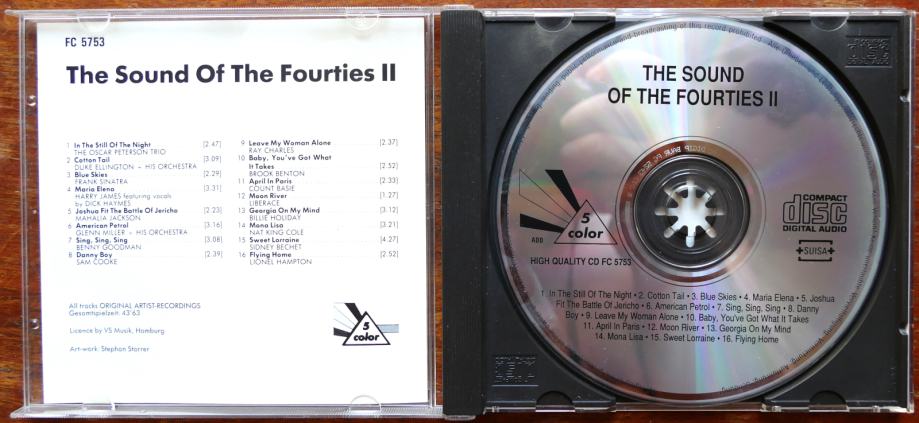 FC 5753
The Sound Of The Fourties II
1 In The Still Of The Night [2.47]
THE OSCAR PETERSON TRIO
2 Cotton Tail [3.09]
DUKE ELLINGTON + HIS ORCHESTRA
3 Blue Skies [2.29]
FRANK SINATRA
4 Maria Elena [3.31]
HARRY JAMES featuring vocals
by DICK HAYMES
5 Joshua Fit The Battle Of Jericho [2.23]
MAHALIA JACKSON
6 American Petrol [3.16]
GLENN MILLER + HIS ORCHESTRA
7 Sing, Sing, Sing [3.08]
BENNY GOODMAN
8 Danny Boy [2.39]
SAM COOKE
9 Leave My Woman Alone [2.37]
RAY CHARLES
10 Baby, You've Got What
it Takes [2.52]
BROOK BENTON
11 April In Paris [2.33]
COUNT BASIE
12 Moon River [1.27]
LIBERACE
13 Georgia On My Mind [3.12]
BILLIE HOLIDAY
14 Mona Lisa [3.21]
NAT KING COLE
15 Sweet Lorraine [4.27]
SIDNEY BECHET
16 Flying Home [2.52]
LIONEL HAMPTON
All tracks ORIGINAL ARTIST-RECORDINGS
Gesamtspielzeit: 43'63
Licence by VS Musik, Hamburg
Art-work: Stephan Storrer
5
color
THE SOUND
OF THE FOURTIES II
ADD
5
color
HIGH QUALITY CD FC 5753
COMPACT
disc
DIGITAL AUDIO
SUISA
1. In The Still Of The Night • 2. Cotton Tail • 3. Blue Skies • 4. Maria Elena • 5. Joshua
Fit The Battle Of Jericho • 6. American Petrol • 7. Sing, Sing, Sing • 8. Danny
Boy • 9. Leave My Woman Alone • 10. Baby, You've Got What It Takes
11. April In Paris • 12. Moon River • 13. Georgia On My Mind
14. Mona Lisa • 15. Sweet Lorraine • 16. Flying Home